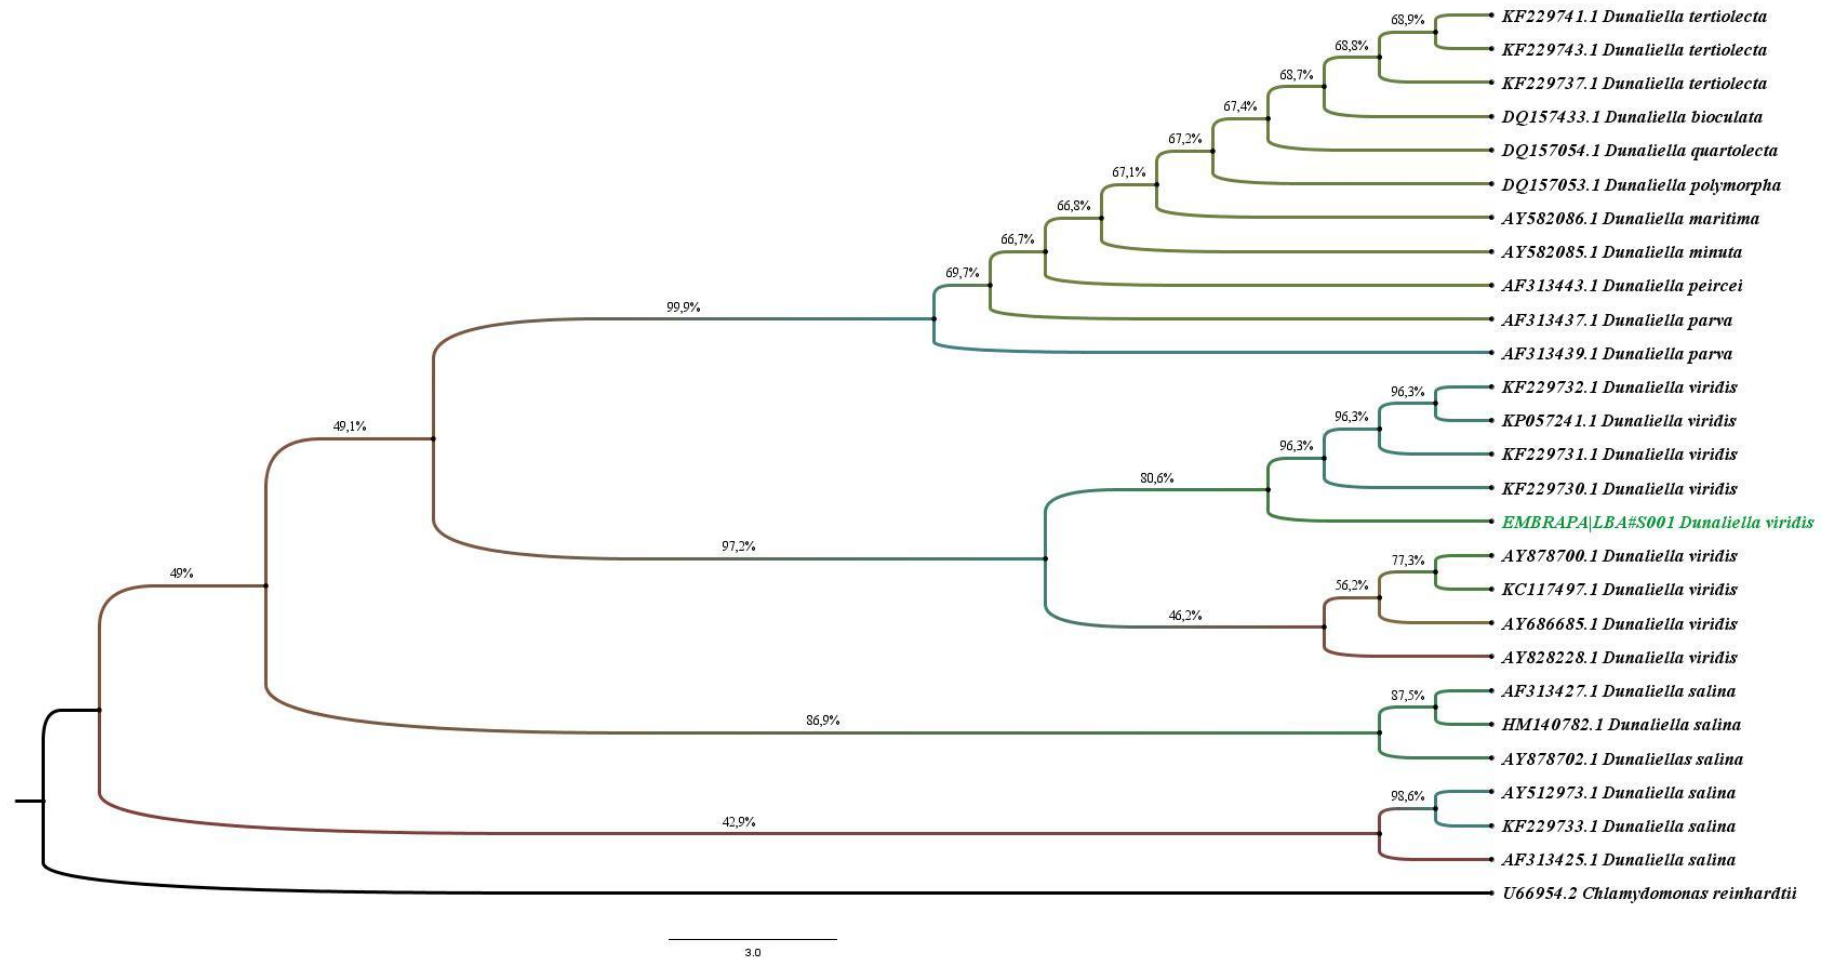 68,9%
KF229741.1 Dunaliella tertiolecta
68,8%
KF229743.1 Dunaliella tertiolecta
68,7%
KF229737.1 Dunaliella tertiolecta
67,4%
DQ157433.1 Dunaliella bioculata
67,2%
DQ157054.1 Dunaliella quartolecta
67,1%
DQ157053.1 Dunaliella polymorpha
66,8%
AY582086.1 Dunaliella maritima
66,7%
AY582085.1 Dunaliella minuta
69,7%
AF313443.1 Dunaliella peircei
99,9%
AF313437.1 Dunaliella parva
AF313439.1 Dunaliella parva
96,3%
KF229732.1 Dunaliella viridis
96,3%
KP057241.1 Dunaliella viridis
49,1%
96,3%
KF229731.1 Dunaliella viridis
80,6%
KF229730.1 Dunaliella viridis
EMBRAPA|LBA#S001 Dunaliella viridis
97,2%
77,3%
AY878700.1 Dunaliella viridis
49%
56,2%
KC117497.1 Dunaliella viridis
46,2%
AY686685.1 Dunaliella viridis
AY828228.1 Dunaliella viridis
87,5%
AF313427.1 Dunaliella salina
86,9%
HM140782.1 Dunaliella salina
AY878702.1 Dunaliellas salina
98,6%
AY512973.1 Dunaliella salina
42,9%
KF229733.1 Dunaliella salina
AF313425.1 Dunaliella salina
U66954.2 Chlamydomonas reinhardtii
3.0